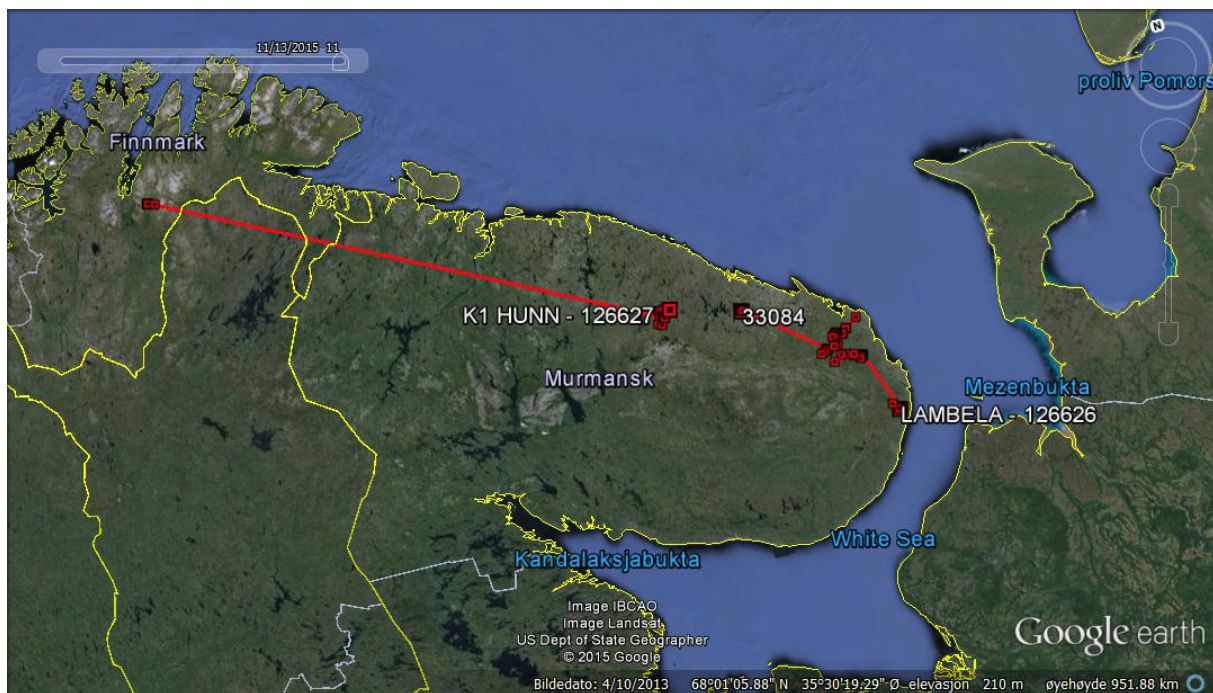 11/13/2015 11
N
proliv Pomors
Finnmark
K1 HUNN - 126627
33084
Murmansk
Mezenbukta
LAMBELA - 126626
White Sea
Kandalaksjabukta
Image IBCAO
Image Landsat
US Dept of State Geographer
© 2015 Google
Google earth
Bildedato: 4/10/2013 68°01'05.88" N 35°30'19.29" Ø elevasjon 210 m øyehøyde 951.88 km